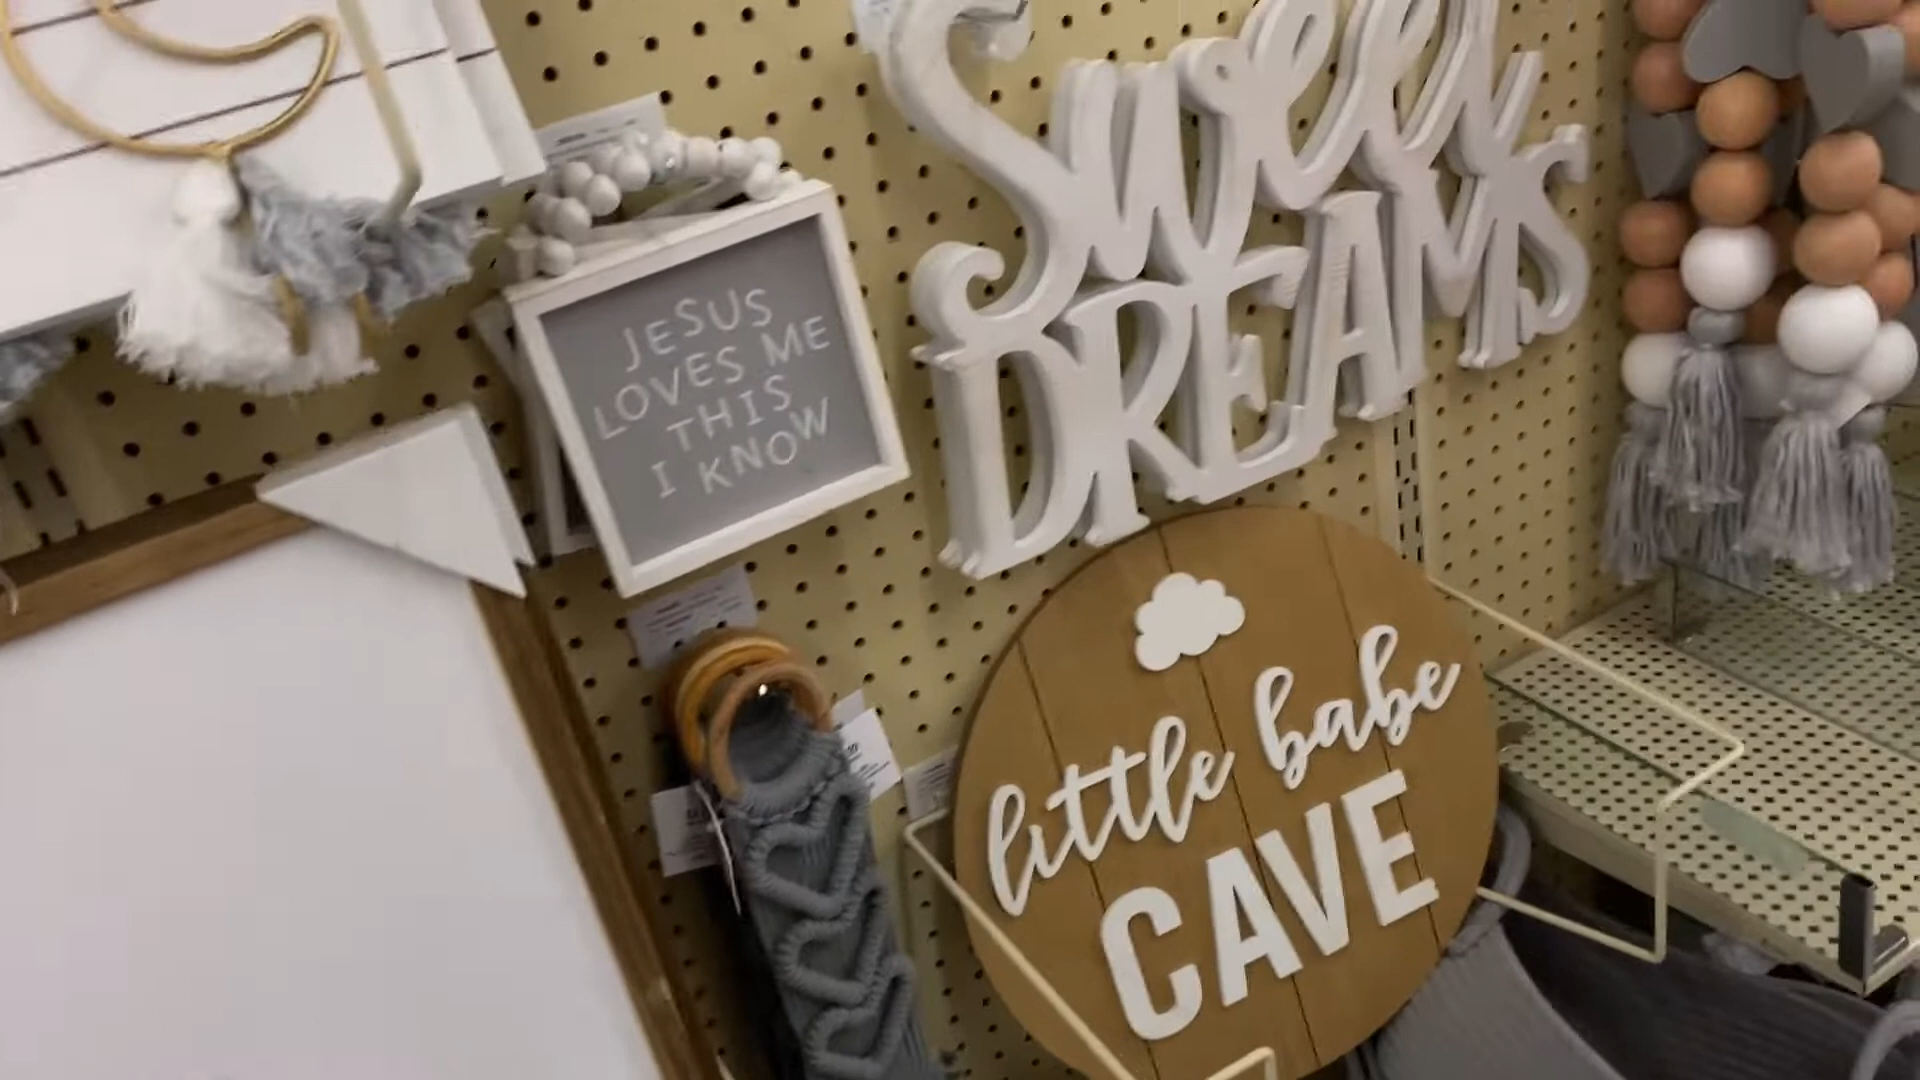 JESUS
LOVES ME
THIS
I KNOW
Sweet
DREAMS
little babe
CAVE